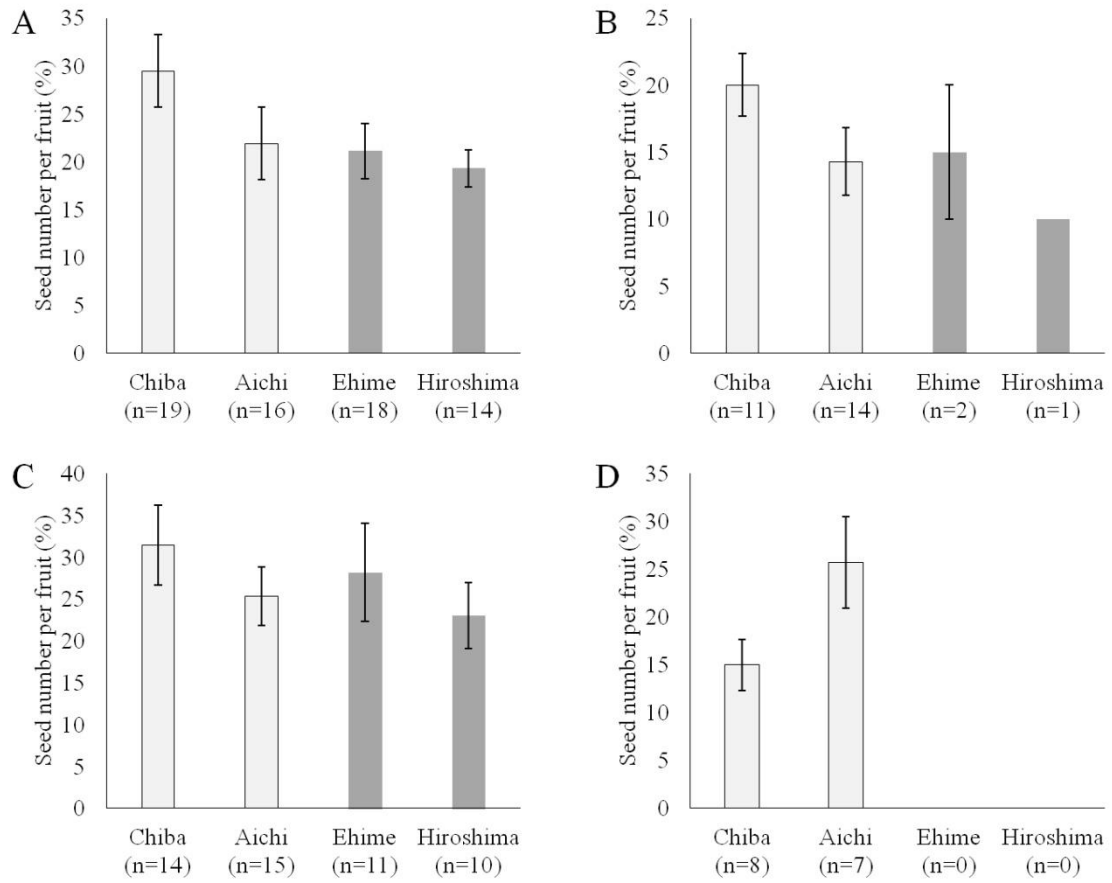 A
Seed number per fruit (%)
35
30
25
20
15
10
5
0
Chiba Aichi Ehime Hiroshima
(n=19) (n=16) (n=18) (n=14)
B
Seed number per fruit (%)
25
20
15
10
5
0
Chiba Aichi Ehime Hiroshima
(n=11) (n=14) (n=2) (n=1)
C
Seed number per fruit (%)
40
35
30
25
20
15
10
5
0
Chiba Aichi Ehime Hiroshima
(n=14) (n=15) (n=11) (n=10)
D
Seed number per fruit (%)
35
30
25
20
15
10
5
0
Chiba Aichi Ehime Hiroshima
(n=8) (n=7) (n=0) (n=0)